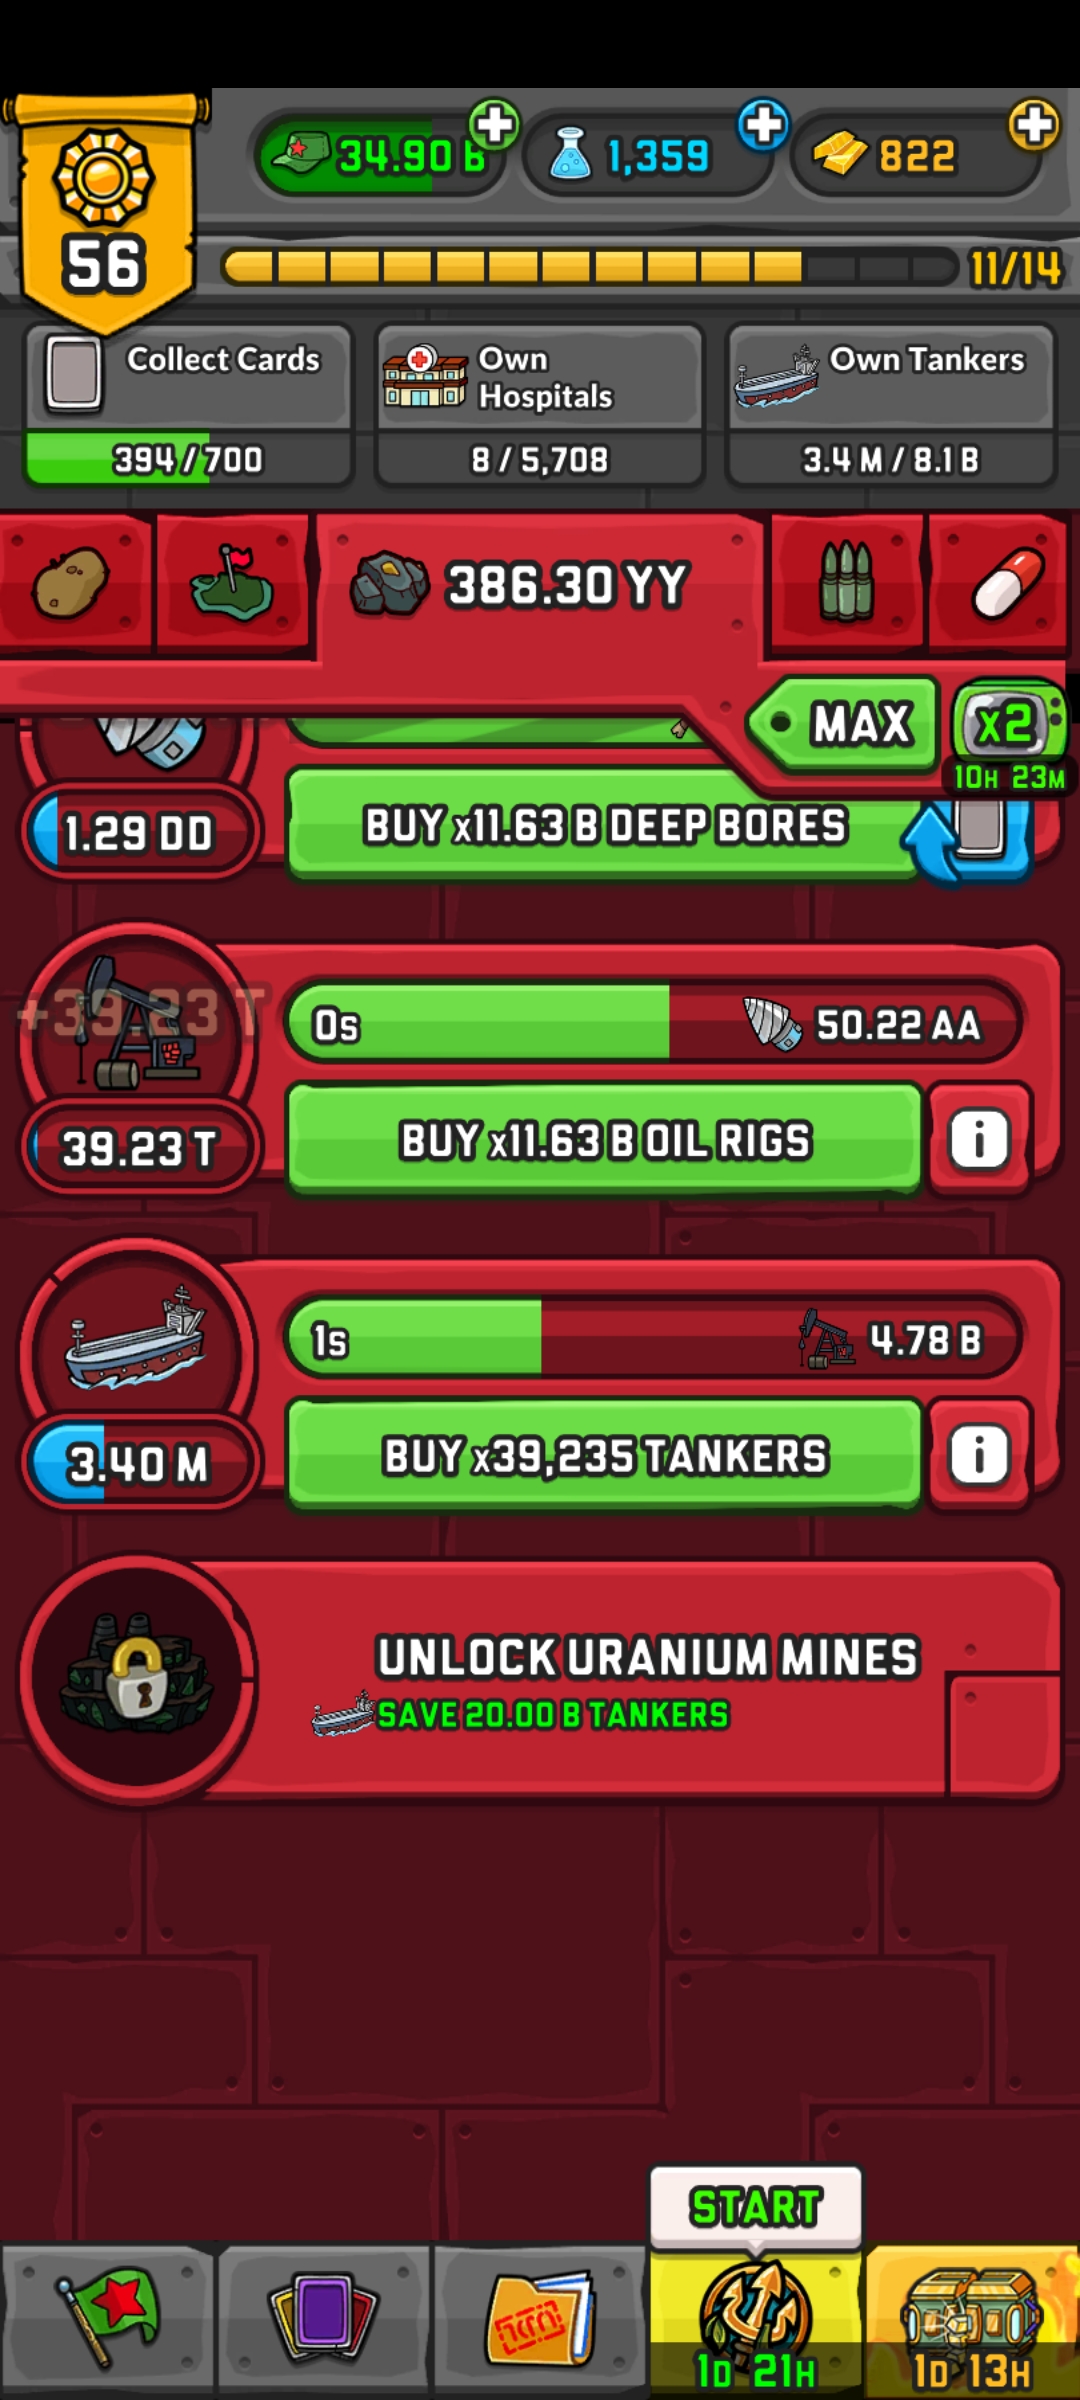 34.90 B
1,359
822
56
11/14
Collect Cards
394/700
Own
Hospitals
8/5,708
Own Tankers
3.4 M/8.1 B
386.30 YY
MAX
x2
10H 23M
1.29 DD
BUY x11.63 B DEEP BORES
+39.23 T
0s
50.22 AA
39.23 T
BUY x11.63 B OIL RIGS
i
1s
4.78 B
3.40 M
BUY x39,235 TANKERS
i
UNLOCK URANIUM MINES
SAVE 20.00 B TANKERS
START
1D 21H
1D 13H